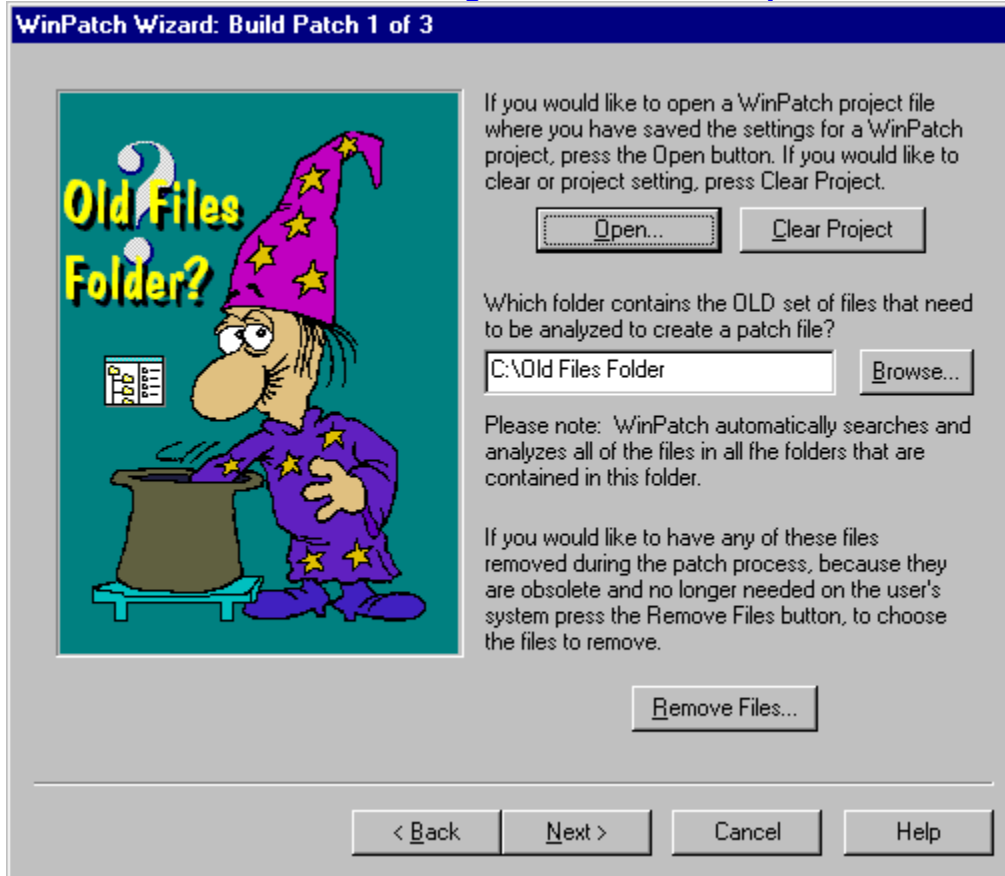 WinPatch Wizard: Build Patch 1 of 3
Old Files
Folder?
If you would like to open a WinPatch project file
where you have saved the settings for a WinPatch
project, press the Open button. If you would like to
clear or project setting, press Clear Project.
Open...
Clear Project
Which folder contains the OLD set of files that need
to be analyzed to create a patch file?
C:\Old Files Folder
Browse...
Please note:  WinPatch automatically searches and
analyzes all of the files in all fhe folders that are
contained in this folder.
If you would like to have any of these files
removed during the patch process, because they
are obsolete and no longer needed on the user's
system press the Remove Files button, to choose
the files to remove.
Remove Files...
< Back
Next >
Cancel
Help